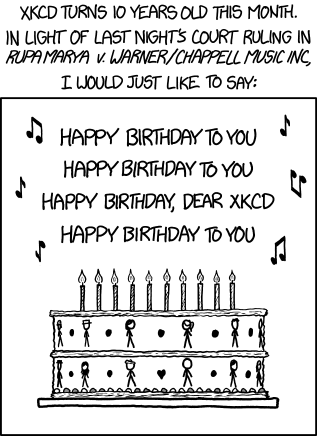 XKCD TURNS 10 YEARS OLD THIS MONTH.
IN LIGHT OF LAST NIGHT'S COURT RULING IN
RUPA MARYA v. WARNER/CHAPPELL MUSIC INC,
I WOULD JUST LIKE TO SAY:
HAPPY BIRTHDAY TO YOU
HAPPY BIRTHDAY TO YOU
HAPPY BIRTHDAY, DEAR XKCD
HAPPY BIRTHDAY TO YOU